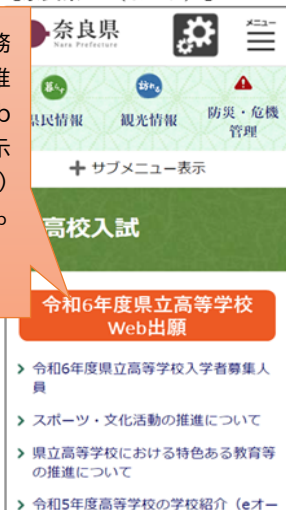 奈良県
Nara Prefecture
メニュー
務
推
示
)
。
暮らす
訪れる
県民情報
観光情報
防災・危機
管理
サブメニュー表示
高校入試
令和6年度県立高等学校
Web出願
令和6年度県立高等学校入学者募集人
員
スポーツ・文化活動の推進について
県立高等学校における特色ある教育等
の推進について
令和5年度高等学校の学校紹介（eオー